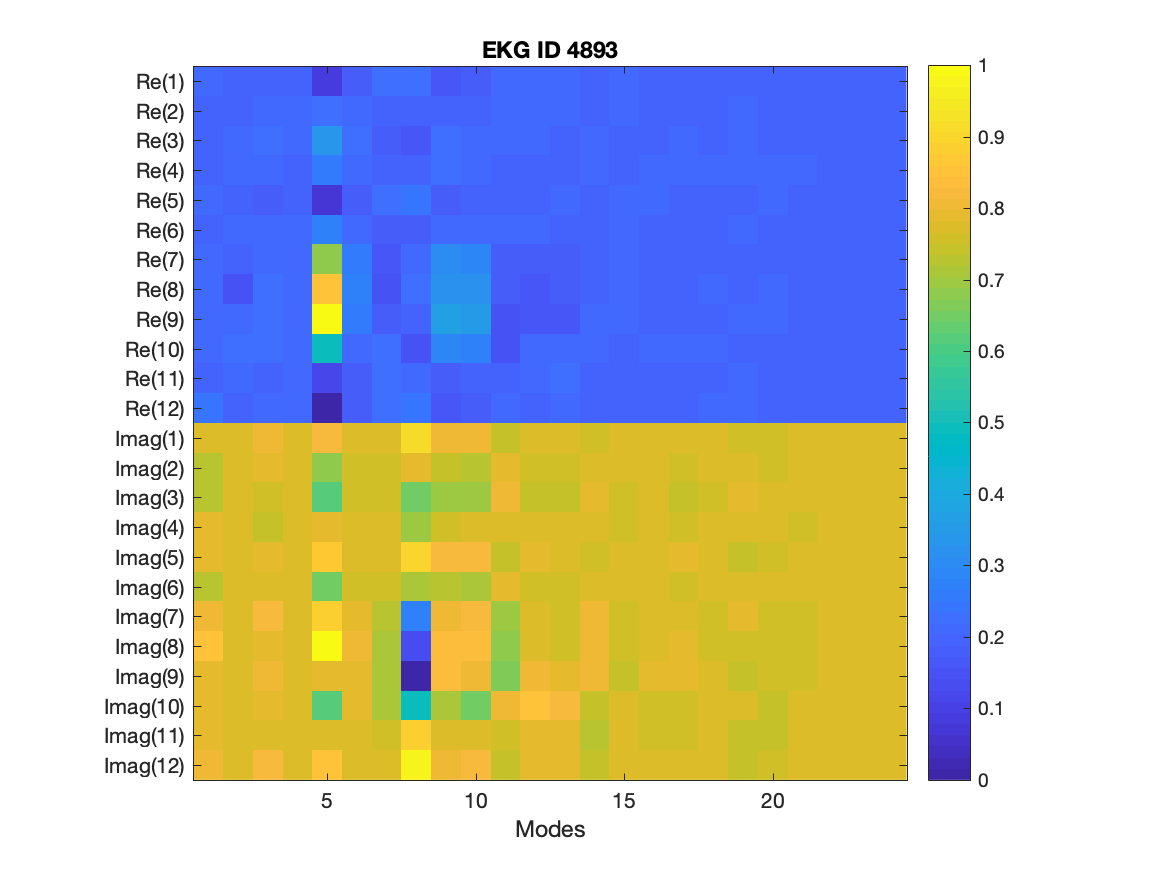 EKG ID 4893
Re(1)
Re(2)
Re(3)
Re(4)
Re(5)
Re(6)
Re(7)
Re(8)
Re(9)
Re(10)
Re(11)
Re(12)
Imag(1)
Imag(2)
Imag(3)
Imag(4)
Imag(5)
Imag(6)
Imag(7)
Imag(8)
Imag(9)
Imag(10)
Imag(11)
Imag(12)
5 10 15 20
Modes
1
0.9
0.8
0.7
0.6
0.5
0.4
0.3
0.2
0.1
0